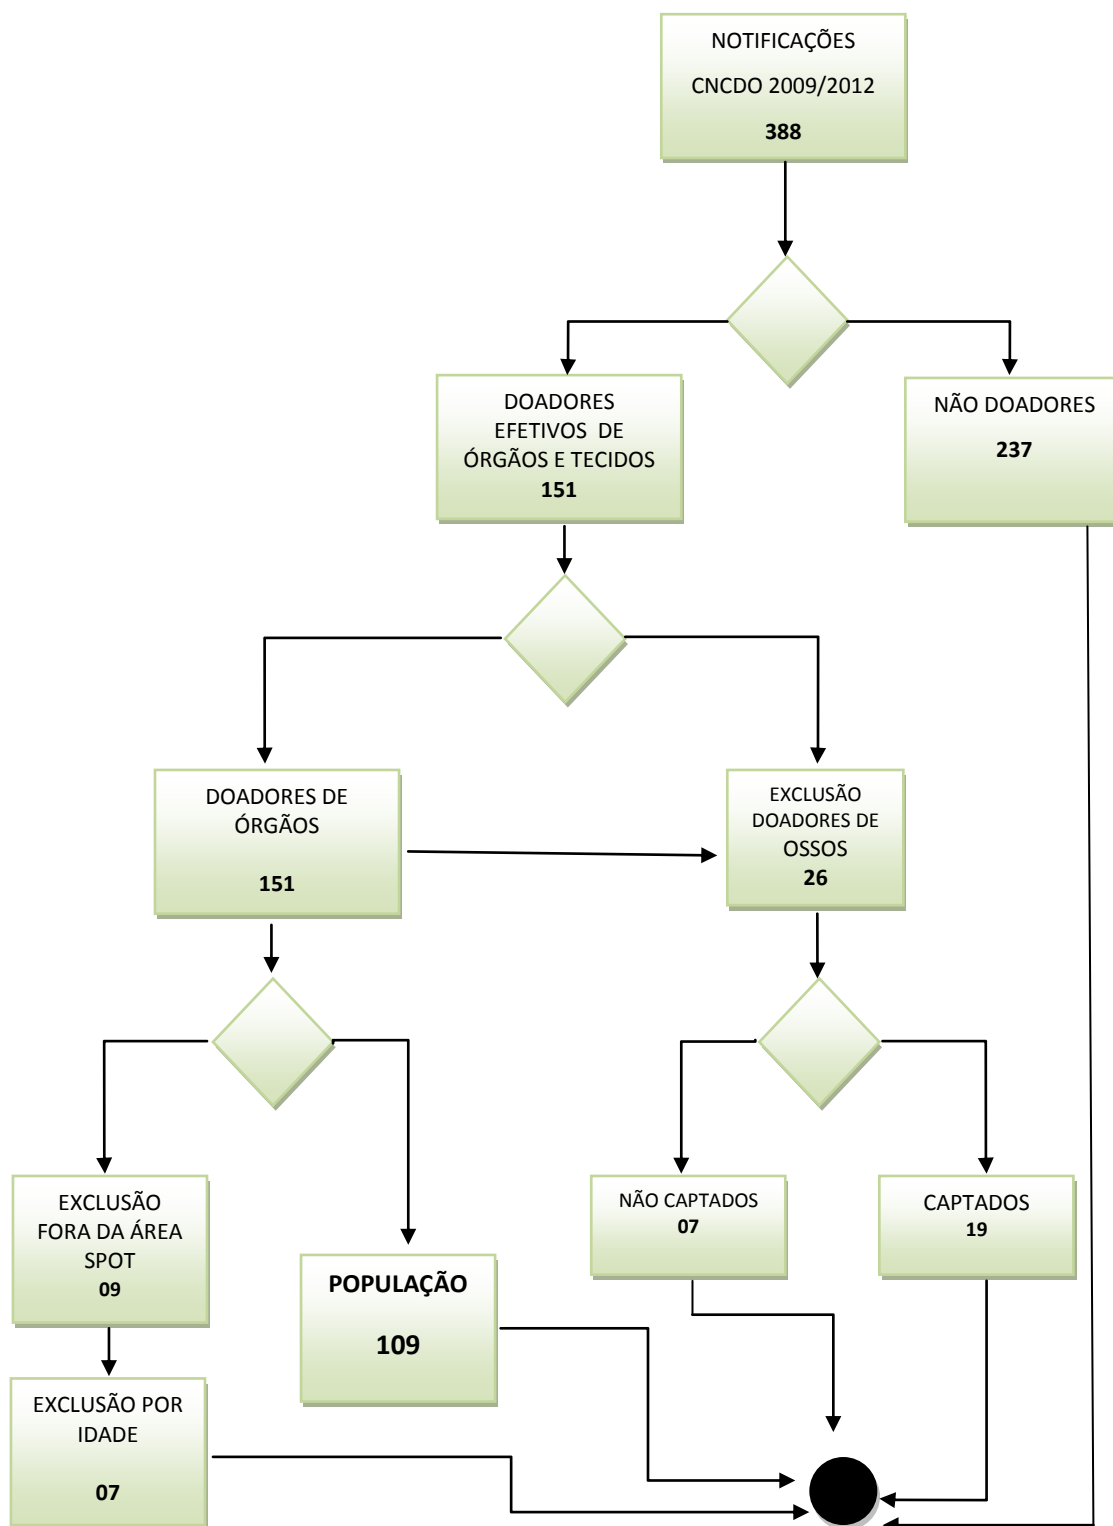 NOTIFICAÇÕES
CNCDO 2009/2012
388
DOADORES
EFETIVOS DE
ÓRGÃOS E TECIDOS
151
NÃO DOADORES
237
DOADORES DE
ÓRGÃOS
151
EXCLUSÃO
DOADORES DE
OSSOS
26
EXCLUSÃO
FORA DA ÁREA
SPOT
09
POPULAÇÃO
109
NÃO CAPTADOS
07
CAPTADOS
19
EXCLUSÃO POR
IDADE
07